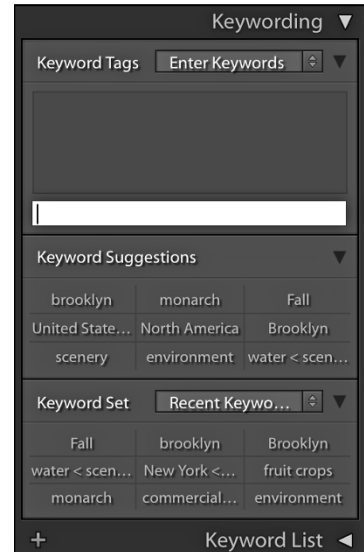 Keywording ▼
Keyword Tags Enter Keywords
Keyword Suggestions
brooklyn monarch Fall
United State... North America Brooklyn
scenery environment water < scen...
Keyword Set Recent Keywo...
Fall brooklyn Brooklyn
water < scen... New York <... fruit crops
monarch commercial... environment
+ Keyword List ◀